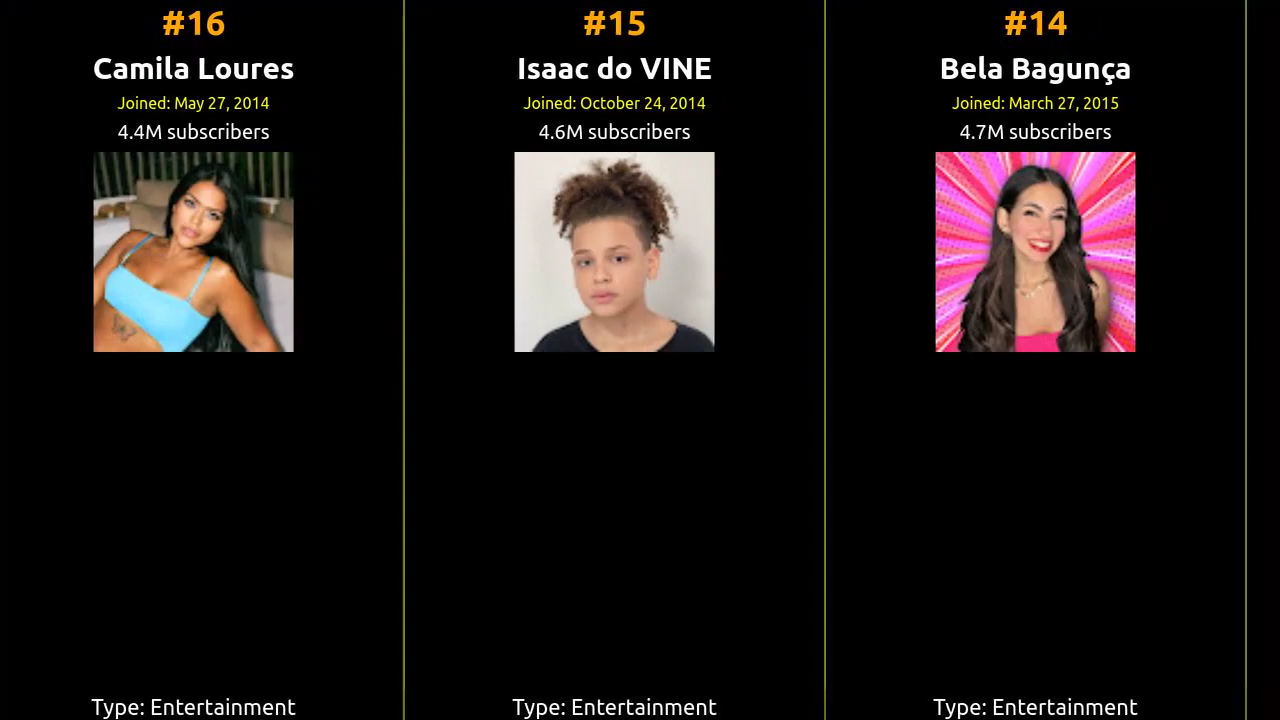 #16
Camila Loures
Joined: May 27, 2014
4.4M subscribers
Type: Entertainment
#15
Isaac do VINE
Joined: October 24, 2014
4.6M subscribers
Type: Entertainment
#14
Bela Bagunça
Joined: March 27, 2015
4.7M subscribers
Type: Entertainment